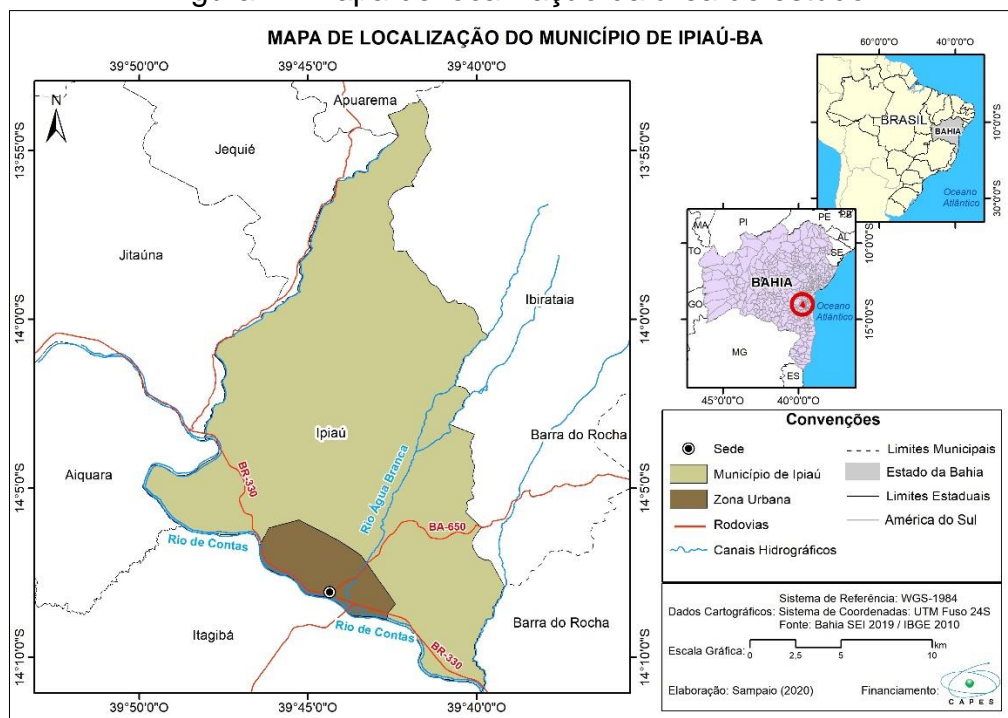 MAPA DE LOCALIZAÇÃO DO MUNICÍPIO DE IPIAÚ-BA
39°50'0"O 39°45'0"O 39°40'0"O
60°0'0"O 40°0'0"O
N
Apuarema
Jequié
13°55'0"S
13°55'0"S
BRASIL
BAHIA
10°0'0"S
30°0'0"S
Oceano
Atlântico
Jitaúna
Ibirataia
14°0'0"S
14°0'0"S
MA
PI
PE
PB
AL
SE
TO
BAHIA
GO
Oceano
Atlântico
MG
ES
10°0'0"S
15°0'0"S
45°0'0"O 40°0'0"O
Ipiaú
Barra do Rocha
Aiquara
BR-330
Rio Água Branca
BA-650
14°5'0"S
14°5'0"S
Rio de Contas
Itagibá
Rio de Contas
BR-330
Barra do Rocha
14°10'0"S
14°10'0"S
39°50'0"O 39°45'0"O 39°40'0"O
Convenções
Sede
Município de Ipiaú
Zona Urbana
Rodovias
Canais Hidrográficos
Limites Municipais
Estado da Bahia
Limites Estaduais
América do Sul
Sistema de Referência: WGS-1984
Dados Cartográficos: Sistema de Coordenadas: UTM Fuso 24S
Fonte: Bahia SEI 2019 / IBGE 2010
Escala Gráfica:
km
0 2,5 5 10
Elaboração: Sampaio (2020) Financiamento:
CAPES